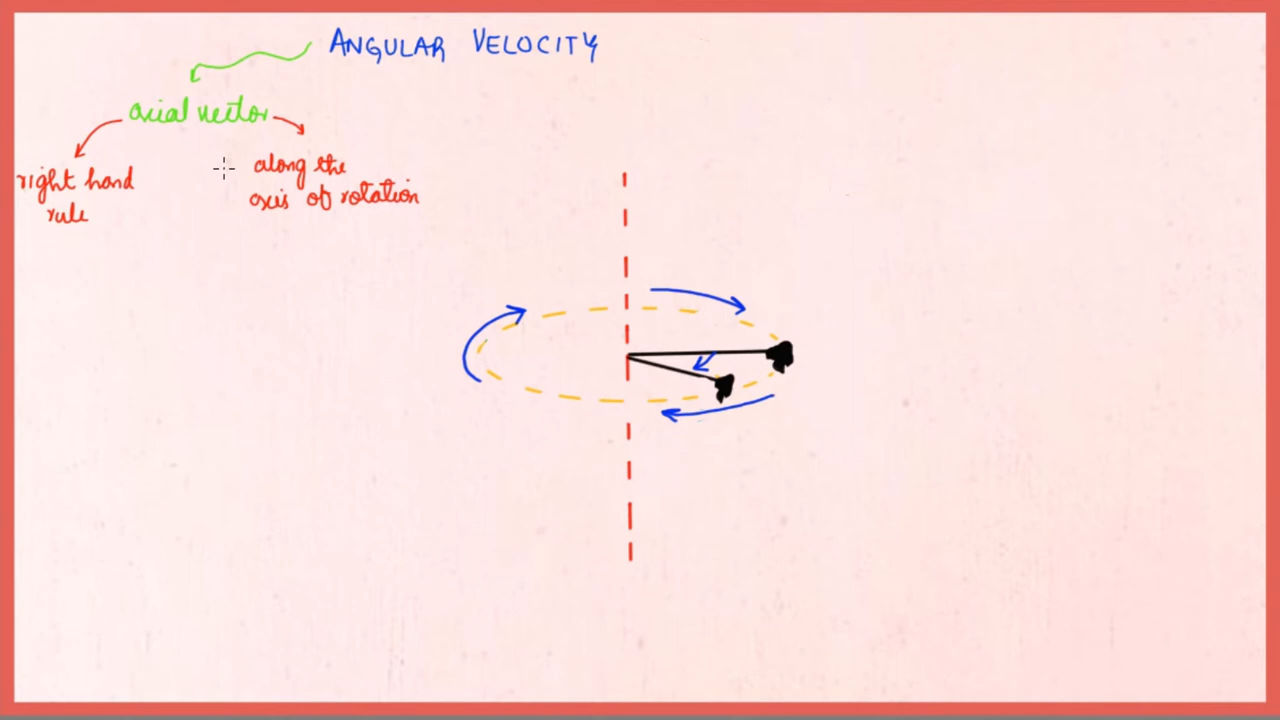 ANGULAR VELOCITY
axial vector
right hand
rule
along the
axis of rotation